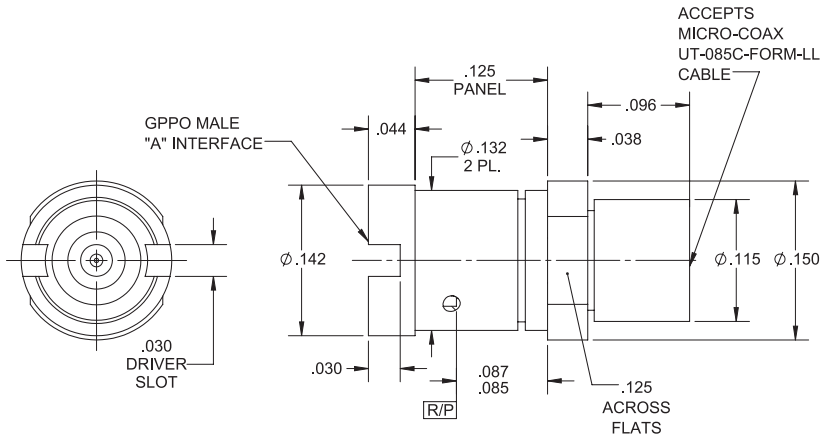 ACCEPTS
MICRO-COAX
UT-085C-FORM-LL
CABLE
.125
PANEL
.096
GPPO MALE
"A" INTERFACE
.044
.038
Ø.132
2 PL.
Ø.142
Ø.115
Ø.150
.030
DRIVER
SLOT
.030
.087
.085
R/P
.125
ACROSS
FLATS